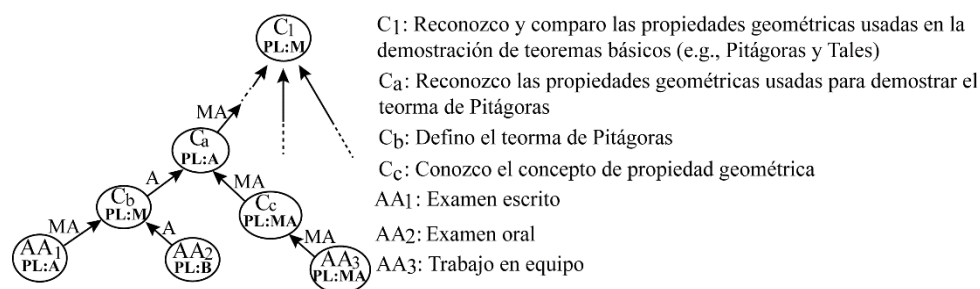 C1
PL:M
MA
Ca
PL:A
A
MA
Cb
PL:M
Cc
PL:MA
MA
A
MA
AA1
PL:A
AA2
PL:B
AA3
PL:MA
C1: Reconozco y comparo las propiedades geométricas usadas en la
demostración de teoremas básicos (e.g., Pitágoras y Tales)
Ca: Reconozco las propiedades geométricas usadas para demostrar el
teorma de Pitágoras
Cb: Defino el teorma de Pitágoras
Cc: Conozco el concepto de propiedad geométrica
AA1: Examen escrito
AA2: Examen oral
AA3: Trabajo en equipo